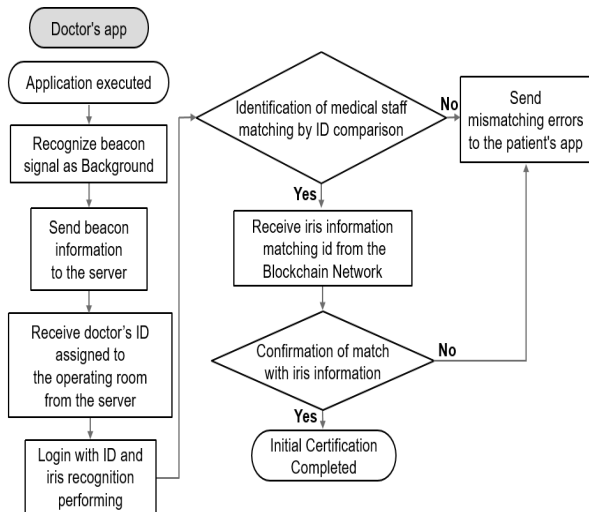 Doctor's app
Application executed
Recognize beacon
signal as Background
Send beacon
information
to the server
Receive doctor's ID
assigned to
the operating room
from the server
Login with ID and
iris recognition
performing
Identification of medical staff
matching by ID comparison
No
Send
mismatching errors
to the patient's app
Yes
Receive iris information
matching id from the
Blockchain Network
Confirmation of match
with iris information
No
Yes
Initial Certification
Completed